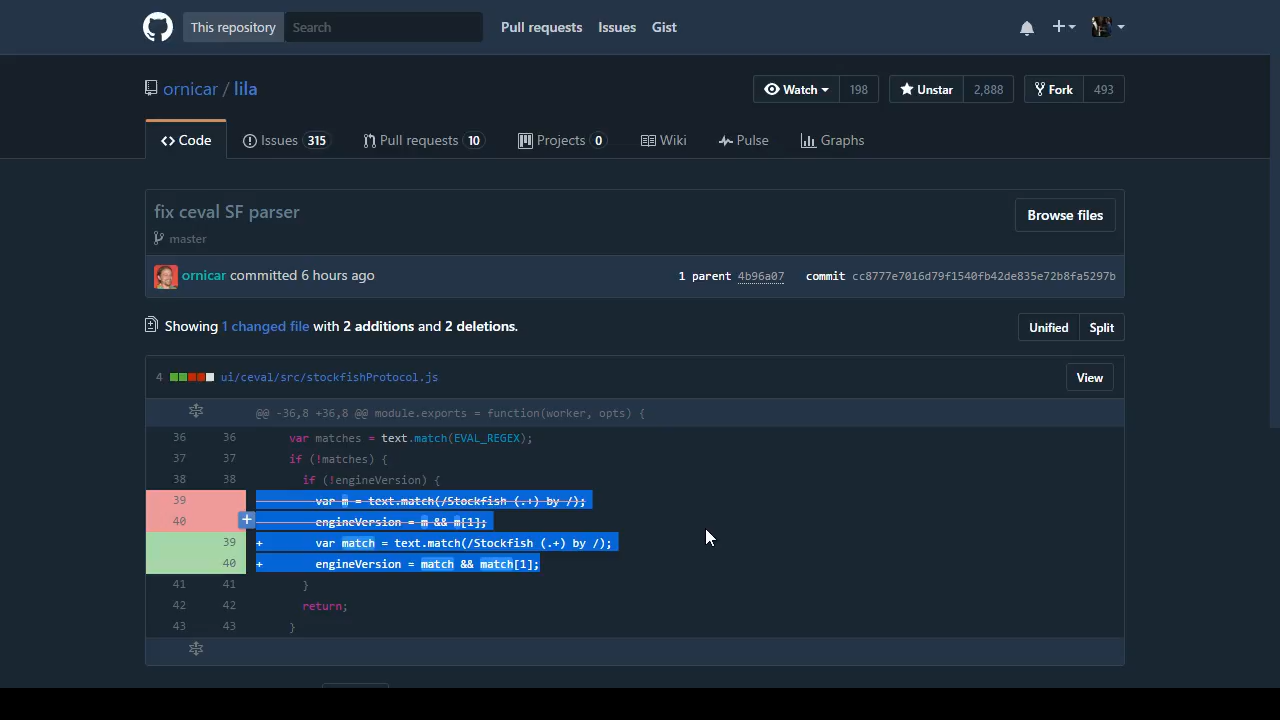 This repository Search Pull requests Issues Gist
ornicar / lila Watch 198 Unstar 2,888 Fork 493
Code Issues 315 Pull requests 10 Projects 0 Wiki Pulse Graphs
fix ceval SF parser Browse files
master
ornicar committed 6 hours ago 1 parent 4b96a07 commit cc8777e7016d79f1540fb42de835e72b8fa5297b
Showing 1 changed file with 2 additions and 2 deletions. Unified Split
4 ui/ceval/src/stockfishProtocol.js View
@@ -36,8 +36,8 @@ module.exports = function(worker, opts) {
36 36 var matches = text.match(EVAL_REGEX);
37 37 if (!matches) {
38 38 if (!engineVersion) {
39 var m = text.match(/Stockfish (.+) by /);
40 + engineVersion = m && m[1];
39 + var match = text.match(/Stockfish (.+) by /);
40 + engineVersion = match && match[1];
41 41 }
42 42 return;
43 43 }